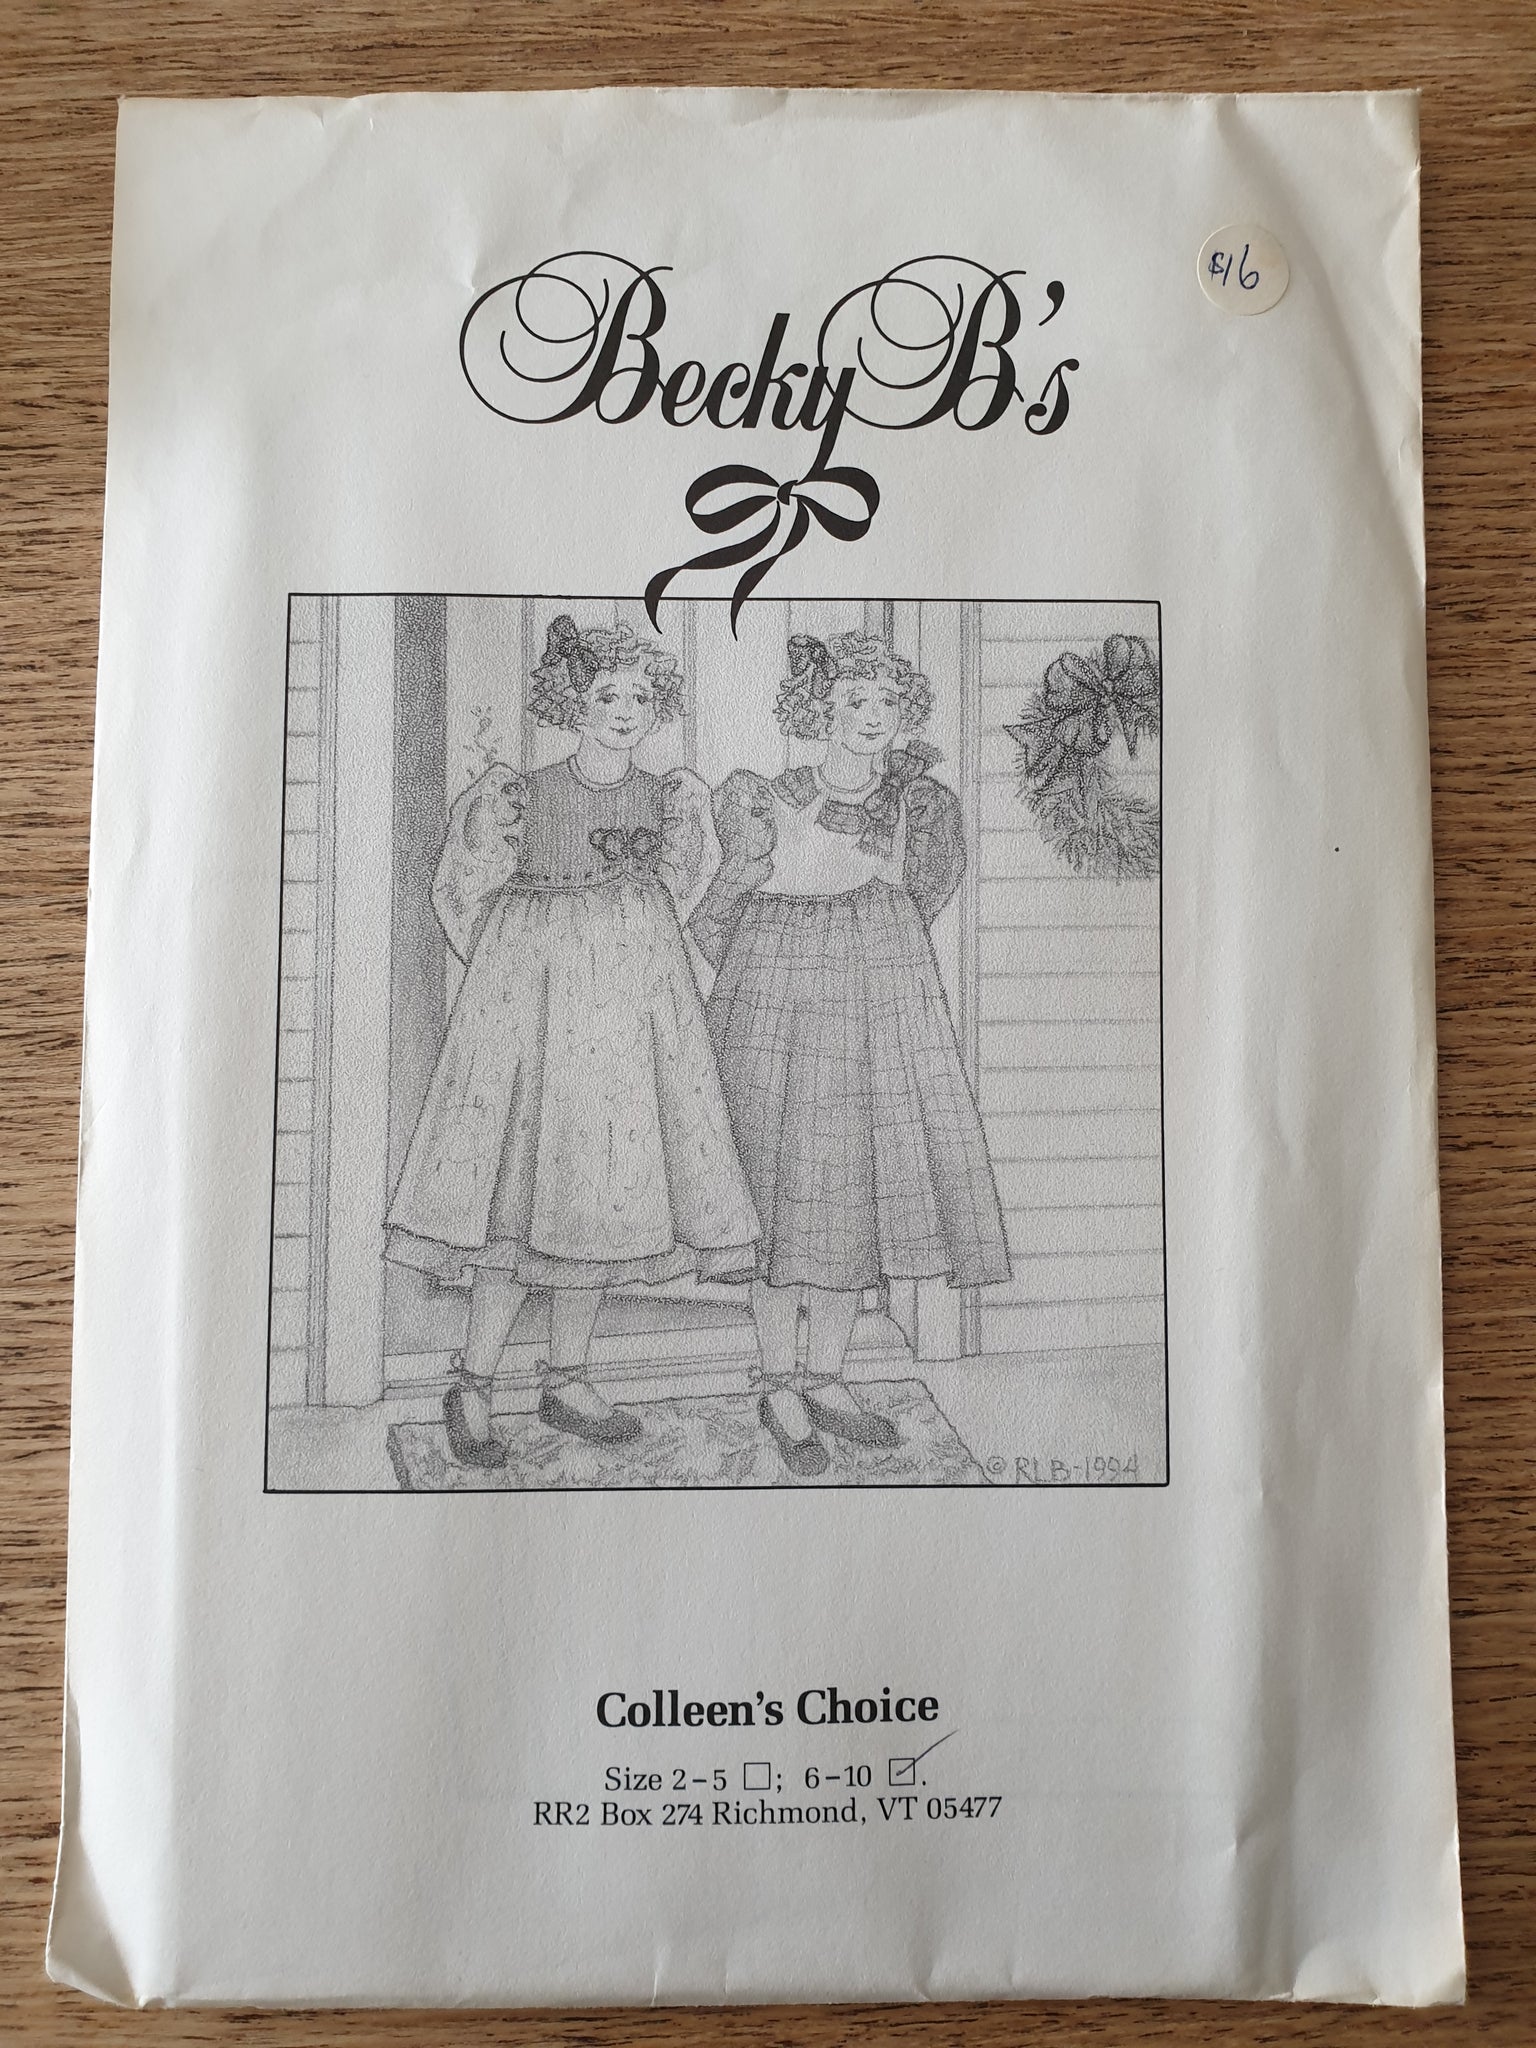 $16
Becky B's
© RLB-1994
Colleen's Choice
Size 2-5 ☐; 6-10 ☑.
RR2 Box 274 Richmond, VT 05477